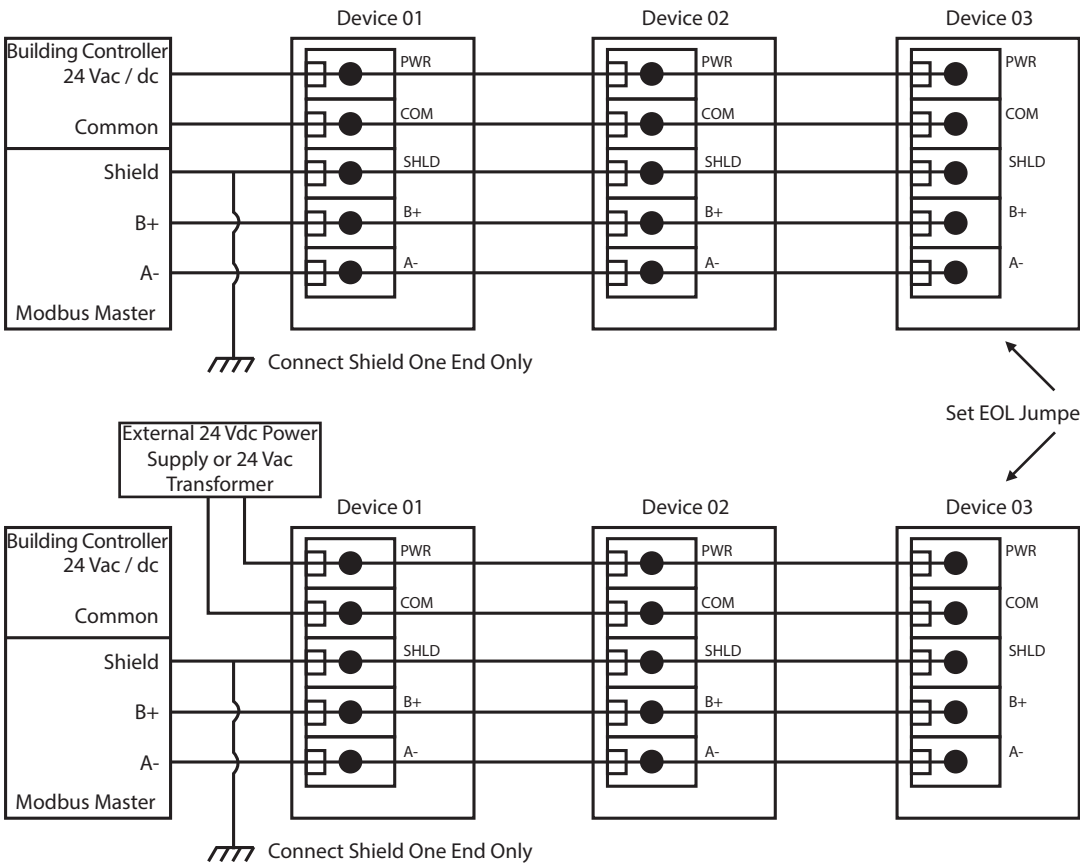 Device 01
Device 02
Device 03
Building Controller
24 Vac / dc
Common
Shield
B+
A-
Modbus Master
PWR
COM
SHLD
B+
A-
PWR
COM
SHLD
B+
A-
PWR
COM
SHLD
B+
A-
Connect Shield One End Only
Set EOL Jumpe
External 24 Vdc Power
Supply or 24 Vac
Transformer
Device 01
Device 02
Device 03
Building Controller
24 Vac / dc
Common
Shield
B+
A-
Modbus Master
PWR
COM
SHLD
B+
A-
PWR
COM
SHLD
B+
A-
PWR
COM
SHLD
B+
A-
Connect Shield One End Only